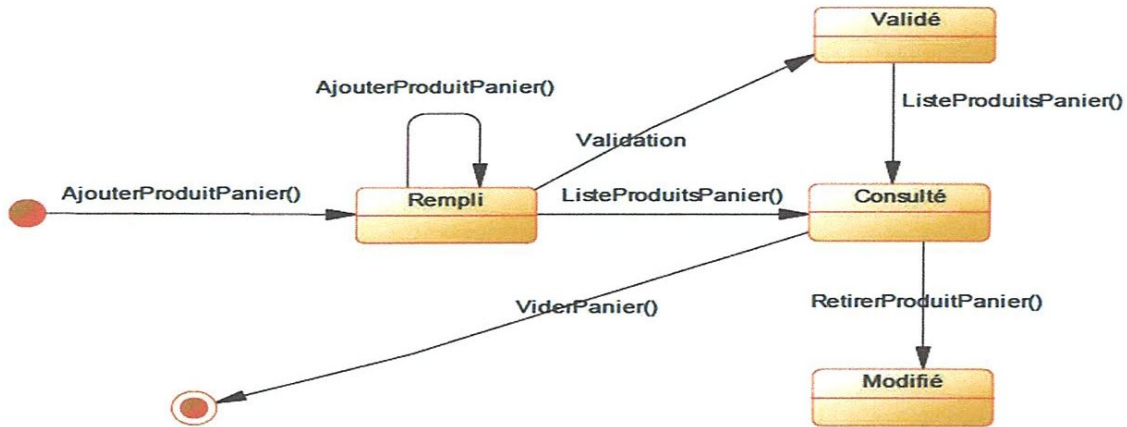 Validé
AjouterProduitPanier()
ListeProduitsPanier()
Validation
AjouterProduitPanier()
Rempli
ListeProduitsPanier()
Consulté
ViderPanier()
RetirerProduitPanier()
Modifié